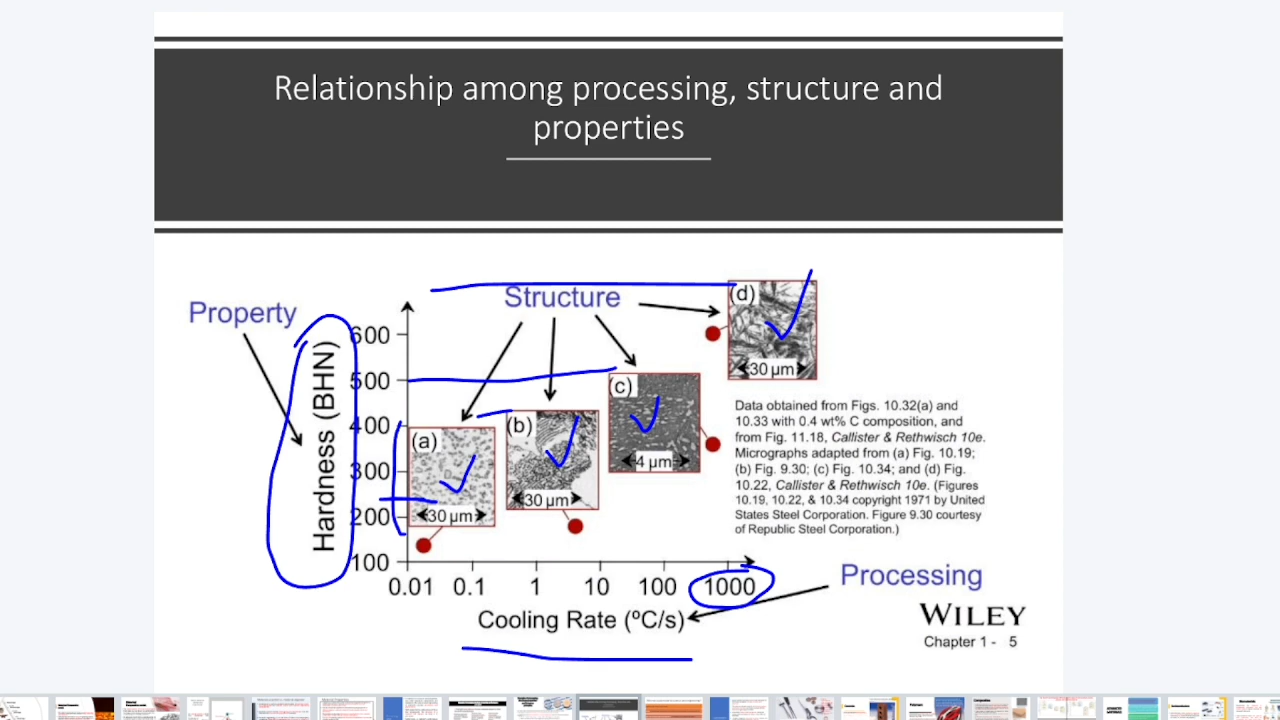 Relationship among processing, structure and
properties
Property
Structure
Hardness (BHN)
600
500
400
300
200
100
(a)
30 µm
(b)
30 µm
(c)
4 µm
(d)
30 µm
0.01 0.1 1 10 100 1000
Cooling Rate (ºC/s)
Processing
Data obtained from Figs. 10.32(a) and
10.33 with 0.4 wt% C composition, and
from Fig. 11.18, Callister & Rethwisch 10e.
Micrographs adapted from (a) Fig. 10.19;
(b) Fig. 9.30; (c) Fig. 10.34; and (d) Fig.
10.22, Callister & Rethwisch 10e. (Figures
10.19, 10.22, & 10.34 copyright 1971 by United
States Steel Corporation. Figure 9.30 courtesy
of Republic Steel Corporation.)
WILEY
Chapter 1 - 5